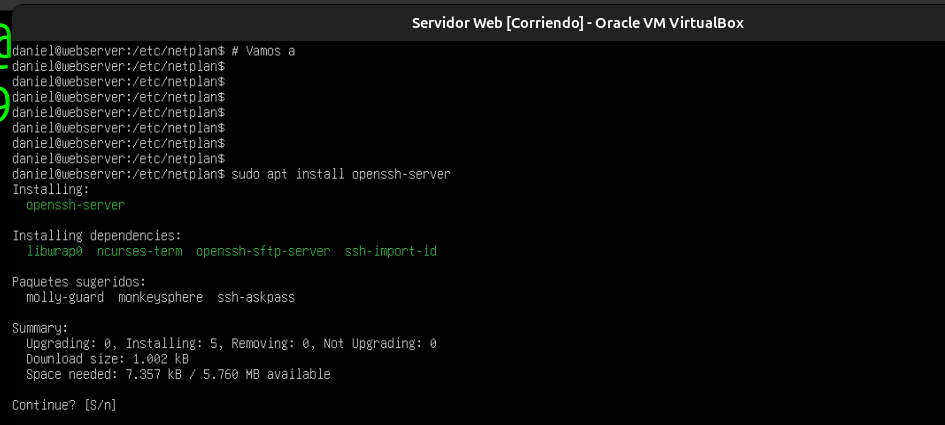 Servidor Web [Corriendo] - Oracle VM VirtualBox
daniel@webserver:/etc/netplan$ # Vamos a
daniel@webserver:/etc/netplan$
daniel@webserver:/etc/netplan$
daniel@webserver:/etc/netplan$
daniel@webserver:/etc/netplan$
daniel@webserver:/etc/netplan$
daniel@webserver:/etc/netplan$
daniel@webserver:/etc/netplan$
daniel@webserver:/etc/netplan$ sudo apt install openssh-server
Installing:
openssh-server
Installing dependencies:
libwrap0 ncurses-term openssh-sftp-server ssh-import-id
Paquetes sugeridos:
molly-guard monkeysphere ssh-askpass
Summary:
Upgrading: 0, Installing: 5, Removing: 0, Not Upgrading: 0
Download size: 1.002 kB
Space needed: 7.357 kB / 5.760 MB available
Continue? [S/n]